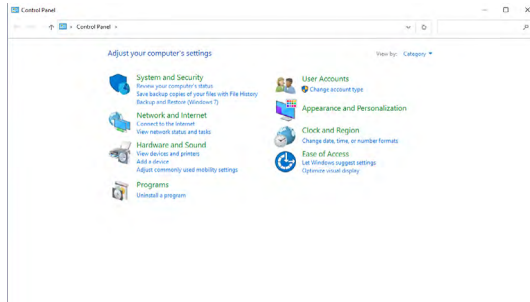 Control Panel
Control Panel
Adjust your computer's settings
View by: Category
System and Security
Review your computer's status
Save backup copies of your files with File History
Backup and Restore (Windows 7)
Network and Internet
Connect to the Internet
View network status and tasks
Hardware and Sound
View devices and printers
Add a device
Adjust commonly used mobility settings
Programs
Uninstall a program
User Accounts
Change account type
Appearance and Personalization
Clock and Region
Change date, time, or number formats
Ease of Access
Let Windows suggest settings
Optimize visual display